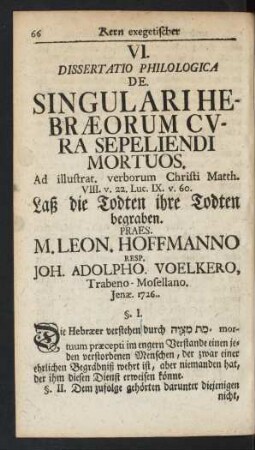 66 Kern exegetischer
VI.
DISSERTATIO PHILOLOGICA
DE
SINGULARI HE-
BRÆORUM CV-
RA SEPELIENDI
MORTUOS.
Ad illustrat. verborum Christi Matth.
VIII. v. 22. Luc. IX. v. 60.
Laß die Todten ihre Todten
begraben.
PRAES.
M. LEON. HOFFMANNO
RESP.
JOH. ADOLPHO. VOELKERO,
Trabeno-Mosellano.
Jenæ. 1726.
§. I.
Die Hebræer verstehen durch מת מצוה, mor-
tuum præcepti im engern Verstande einen je-
den verstorbenen Menschen, der zwar einer
ehrlichen Begräbniß wehrt ist, aber niemanden hat,
der ihm diesen Dienst erweisen könne.
§. II. Dem zufolge gehörten darunter diejenigen
nicht,